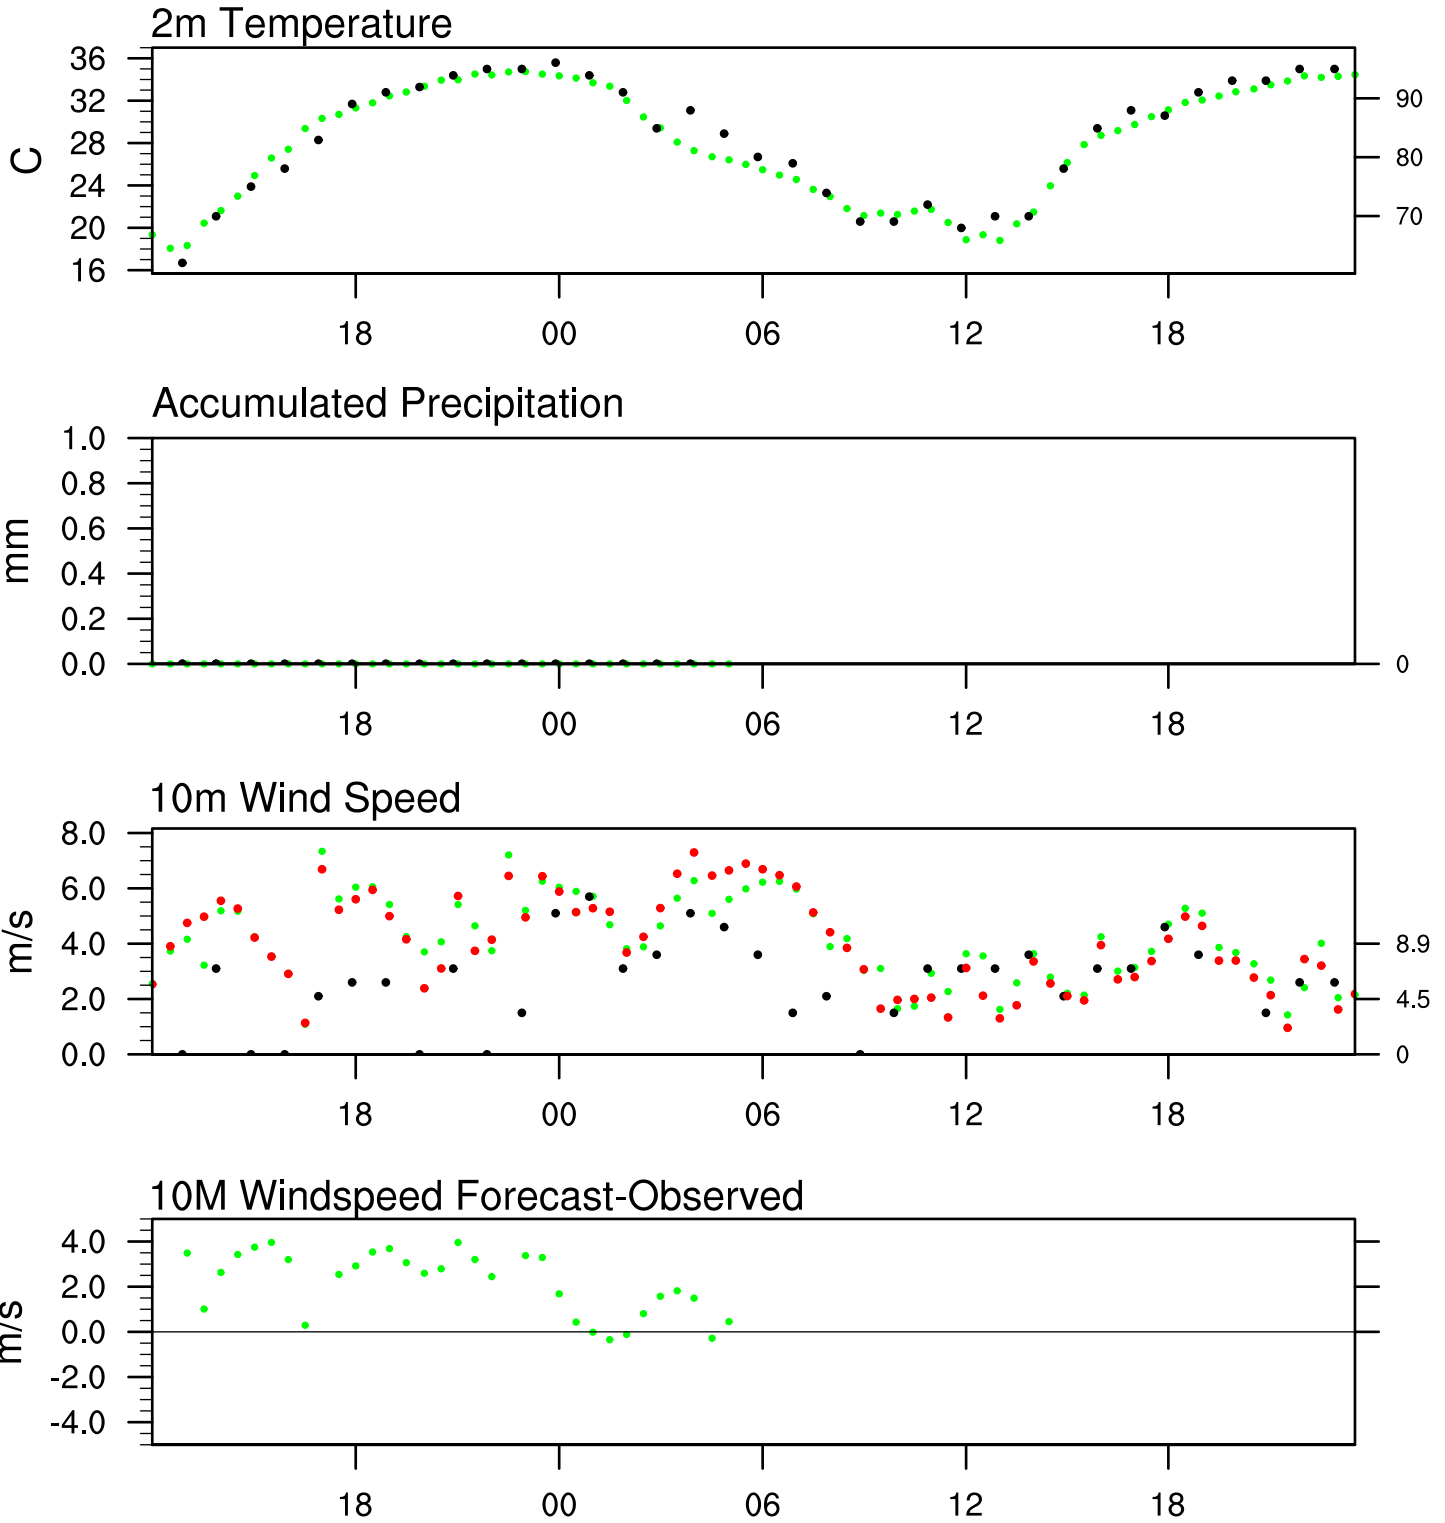 2m Temperature
36
32
28
24
20
16
C
90
80
70
18 00 06 12 18
Accumulated Precipitation
1.0
0.8
0.6
0.4
0.2
0.0
mm
0
18 00 06 12 18
10m Wind Speed
8.0
6.0
4.0
2.0
0.0
m/s
8.9
4.5
0
18 00 06 12 18
10M Windspeed Forecast-Observed
4.0
2.0
0.0
-2.0
-4.0
m/s
18 00 06 12 18